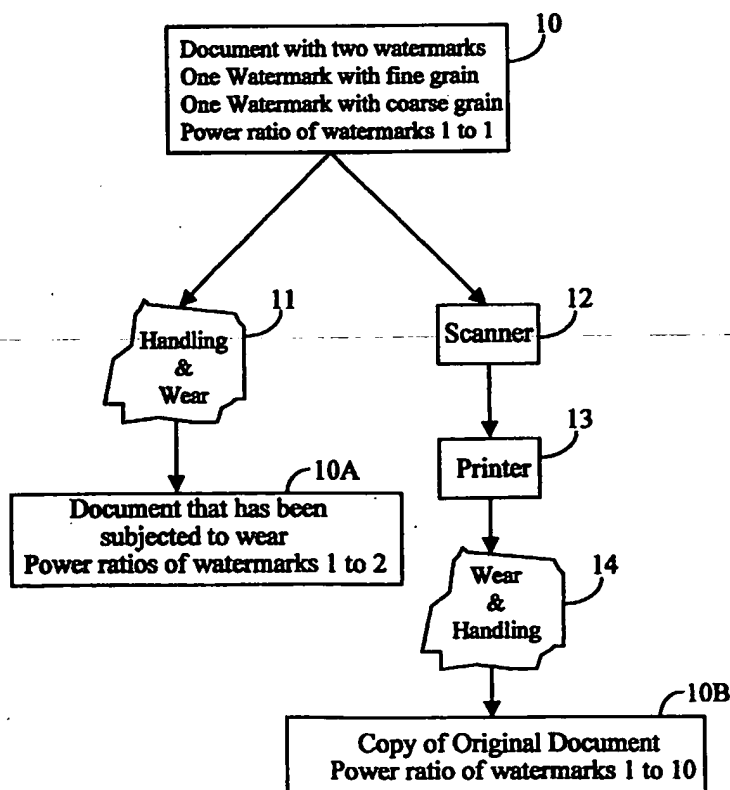 10
Document with two watermarks
One Watermark with fine grain
One Watermark with coarse grain
Power ratio of watermarks 1 to 1
11
Handling
&
Wear
12
Scanner
13
Printer
10A
Document that has been
subjected to wear
Power ratios of watermarks 1 to 2
14
Wear
&
Handling
10B
Copy of Original Document
Power ratio of watermarks 1 to 10